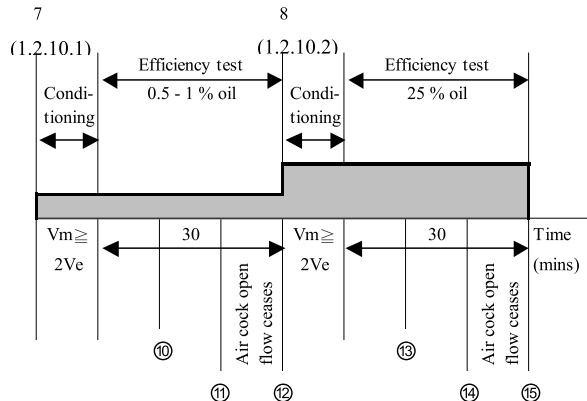 7
8
(1.2.10.1)
(1.2.10.2)
Efficiency test
0.5 - 1 % oil
Efficiency test
25 % oil
Condi-
tioning
Condi-
tioning
Vm≧
2Ve
30
Vm≧
2Ve
30
Time
(mins)
Air cock open
flow ceases
Air cock open
flow ceases
⑩
⑪
⑫
⑬
⑭
⑮